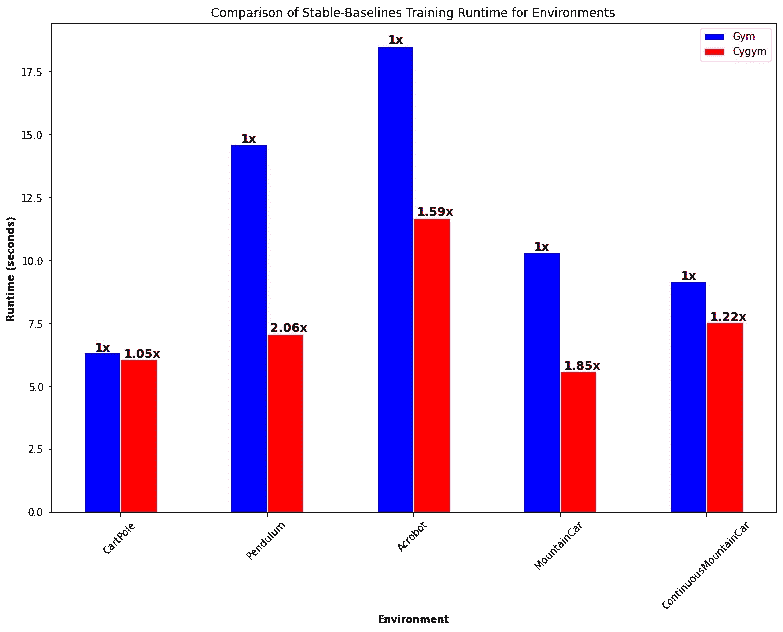 Comparison of Stable-Baselines Training Runtime for Environments
Gym
Cygym
Runtime (seconds)
17.5
15.0
12.5
10.0
7.5
5.0
2.5
0.0
1x
1.05x
1x
2.06x
1x
1.59x
1x
1.85x
1x
1.22x
CartPole
Pendulum
Acrobot
MountainCar
ContinuousMountainCar
Environment